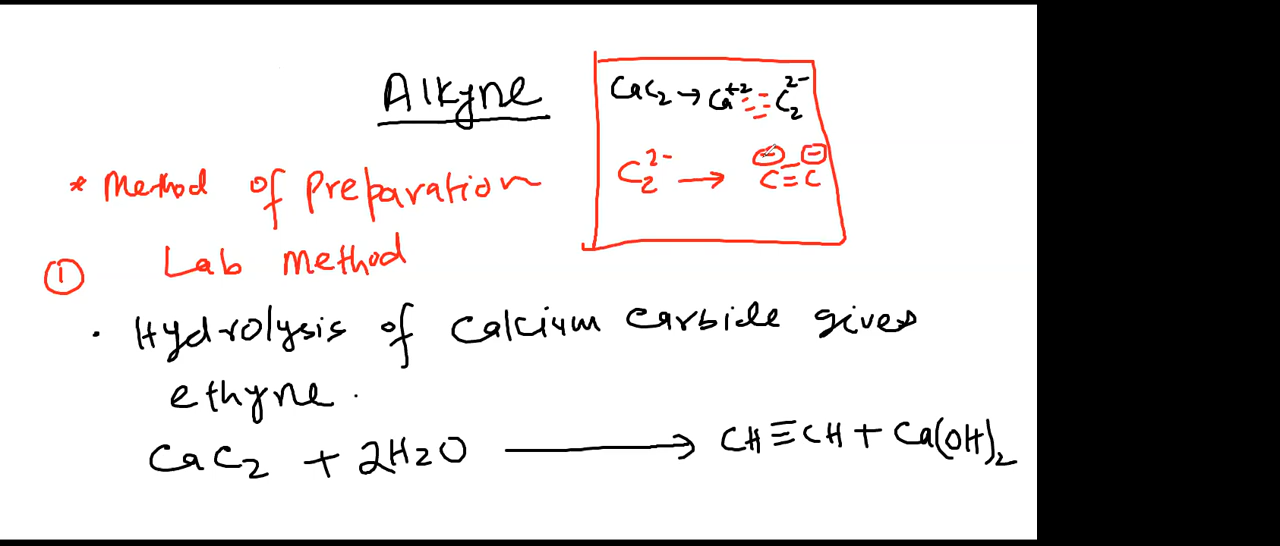 Alkyne
CaC₂ → Ca⁺² ≡ C₂²⁻
C₂²⁻ → ⊖C≡C⊖
* Method of Preparation
① Lab method
· Hydrolysis of Calcium carbide gives
ethyne.
CaC₂ + 2H₂O ⟶ CH≡CH + Ca(OH)₂